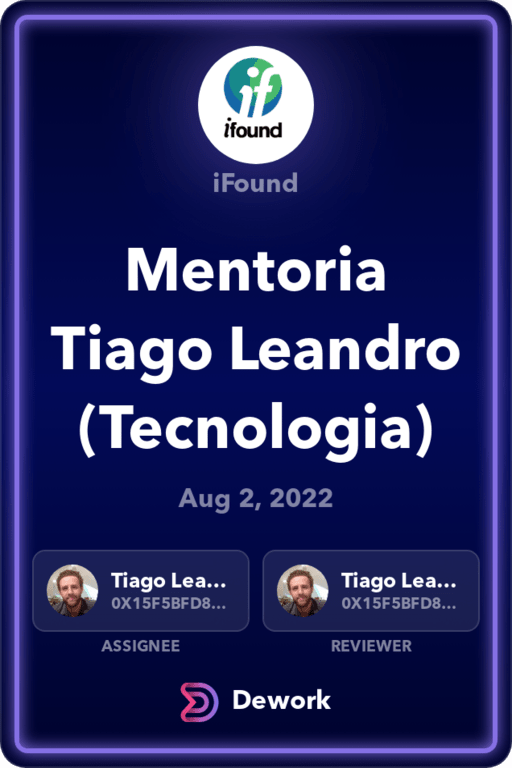 if
ifound
iFound
Mentoria
Tiago Leandro
(Tecnologia)
Aug 2, 2022
Tiago Lea...
0X15F5BFD8...
ASSIGNEE
Tiago Lea...
0X15F5BFD8...
REVIEWER
Dework